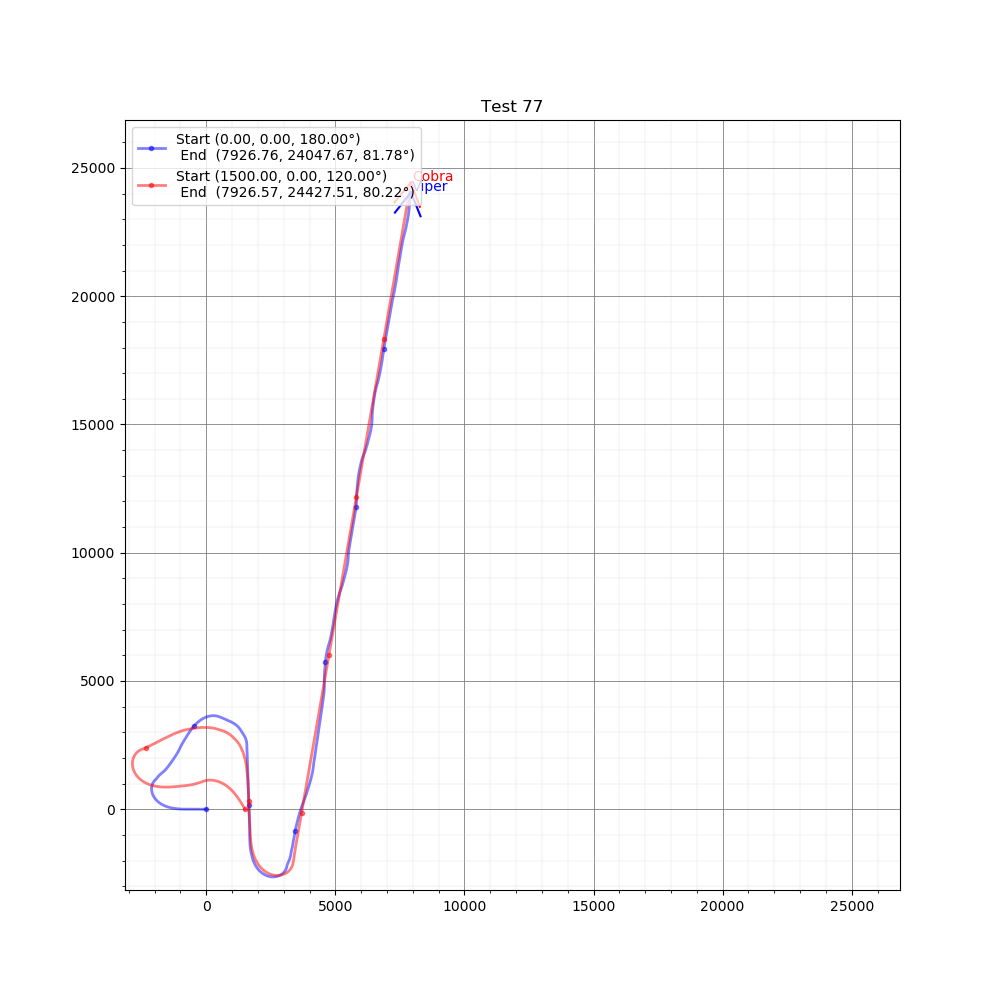 Test 77
Start (0.00, 0.00, 180.00°)
End (7926.76, 24047.67, 81.78°)
Start (1500.00, 0.00, 120.00°)
End (7926.57, 24427.51, 80.22°)
Cobra
Viper
25000
20000
15000
10000
5000
0
0
5000
10000
15000
20000
25000